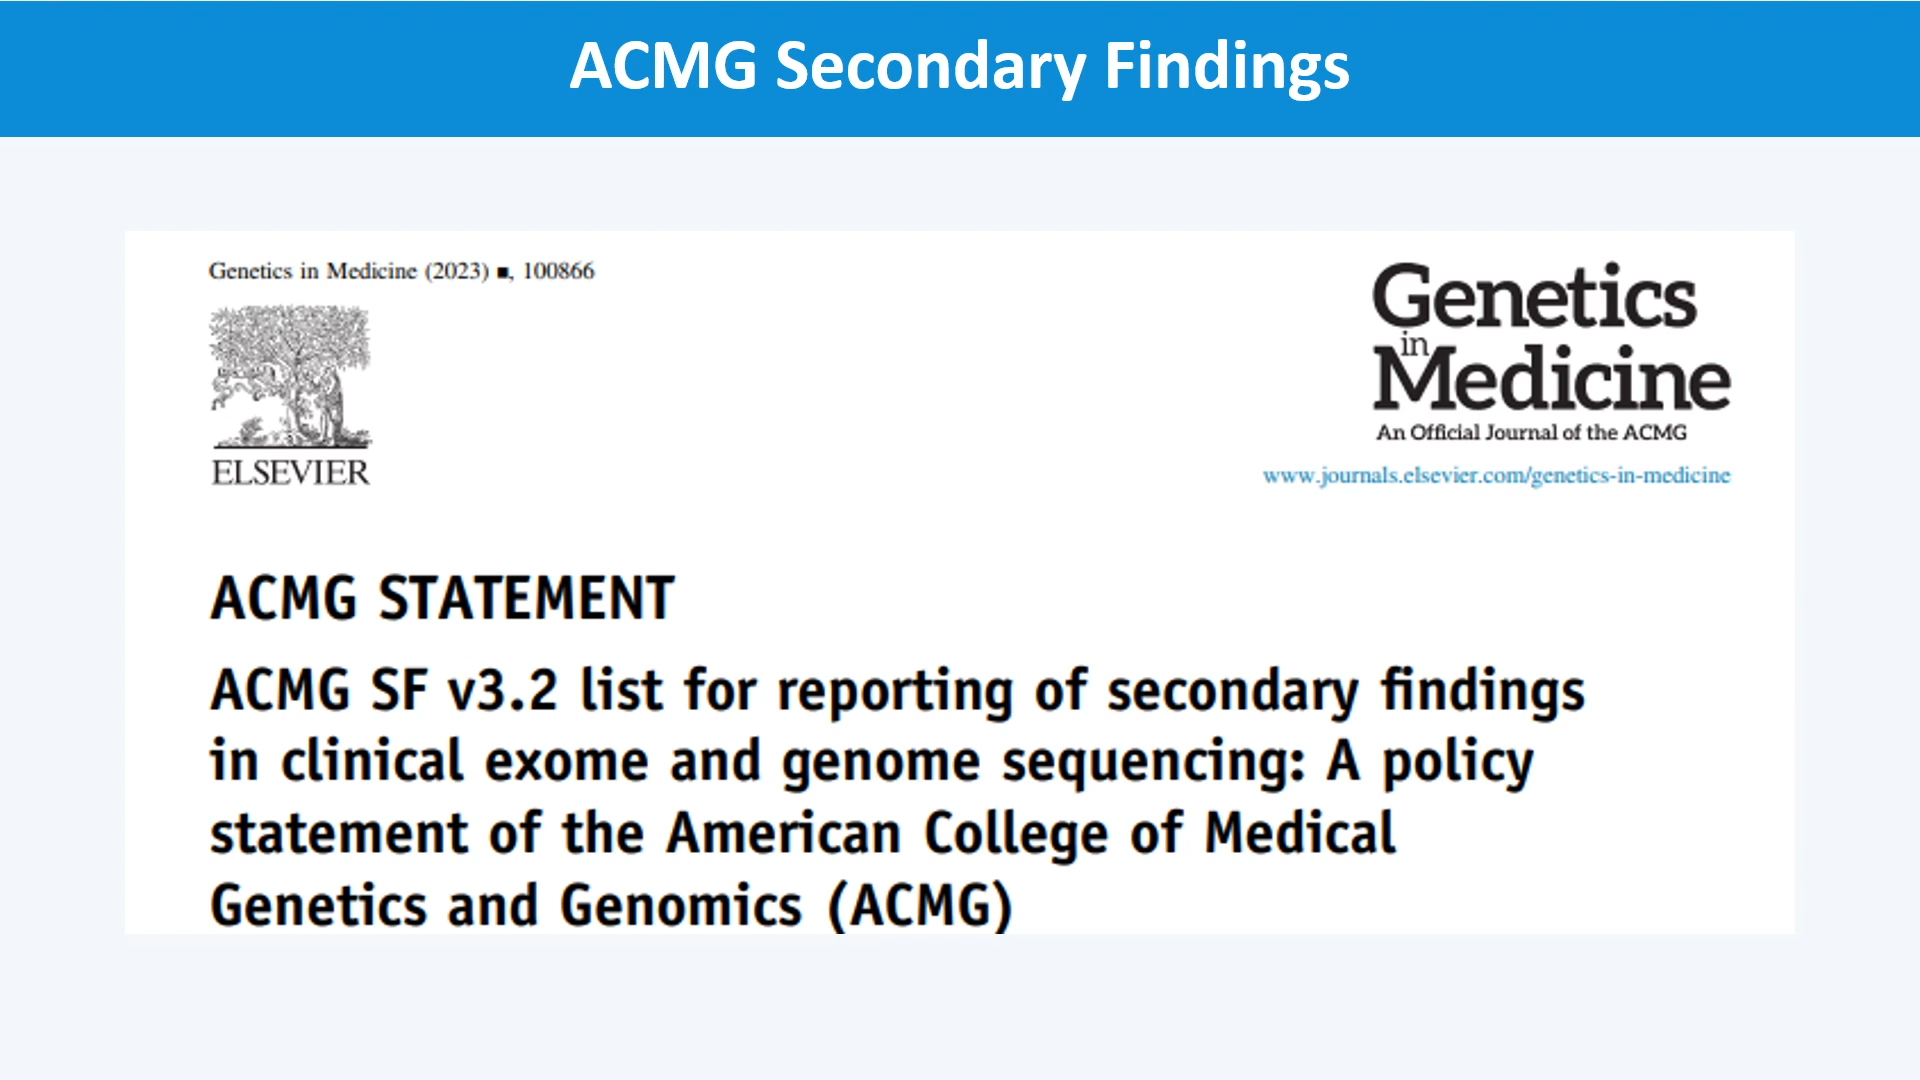 ACMG Secondary Findings
Genetics in Medicine (2023) ■, 100866
ELSEVIER
Genetics
in
Medicine
An Official Journal of the ACMG
www.journals.elsevier.com/genetics-in-medicine
ACMG STATEMENT
ACMG SF v3.2 list for reporting of secondary findings
in clinical exome and genome sequencing: A policy
statement of the American College of Medical
Genetics and Genomics (ACMG)